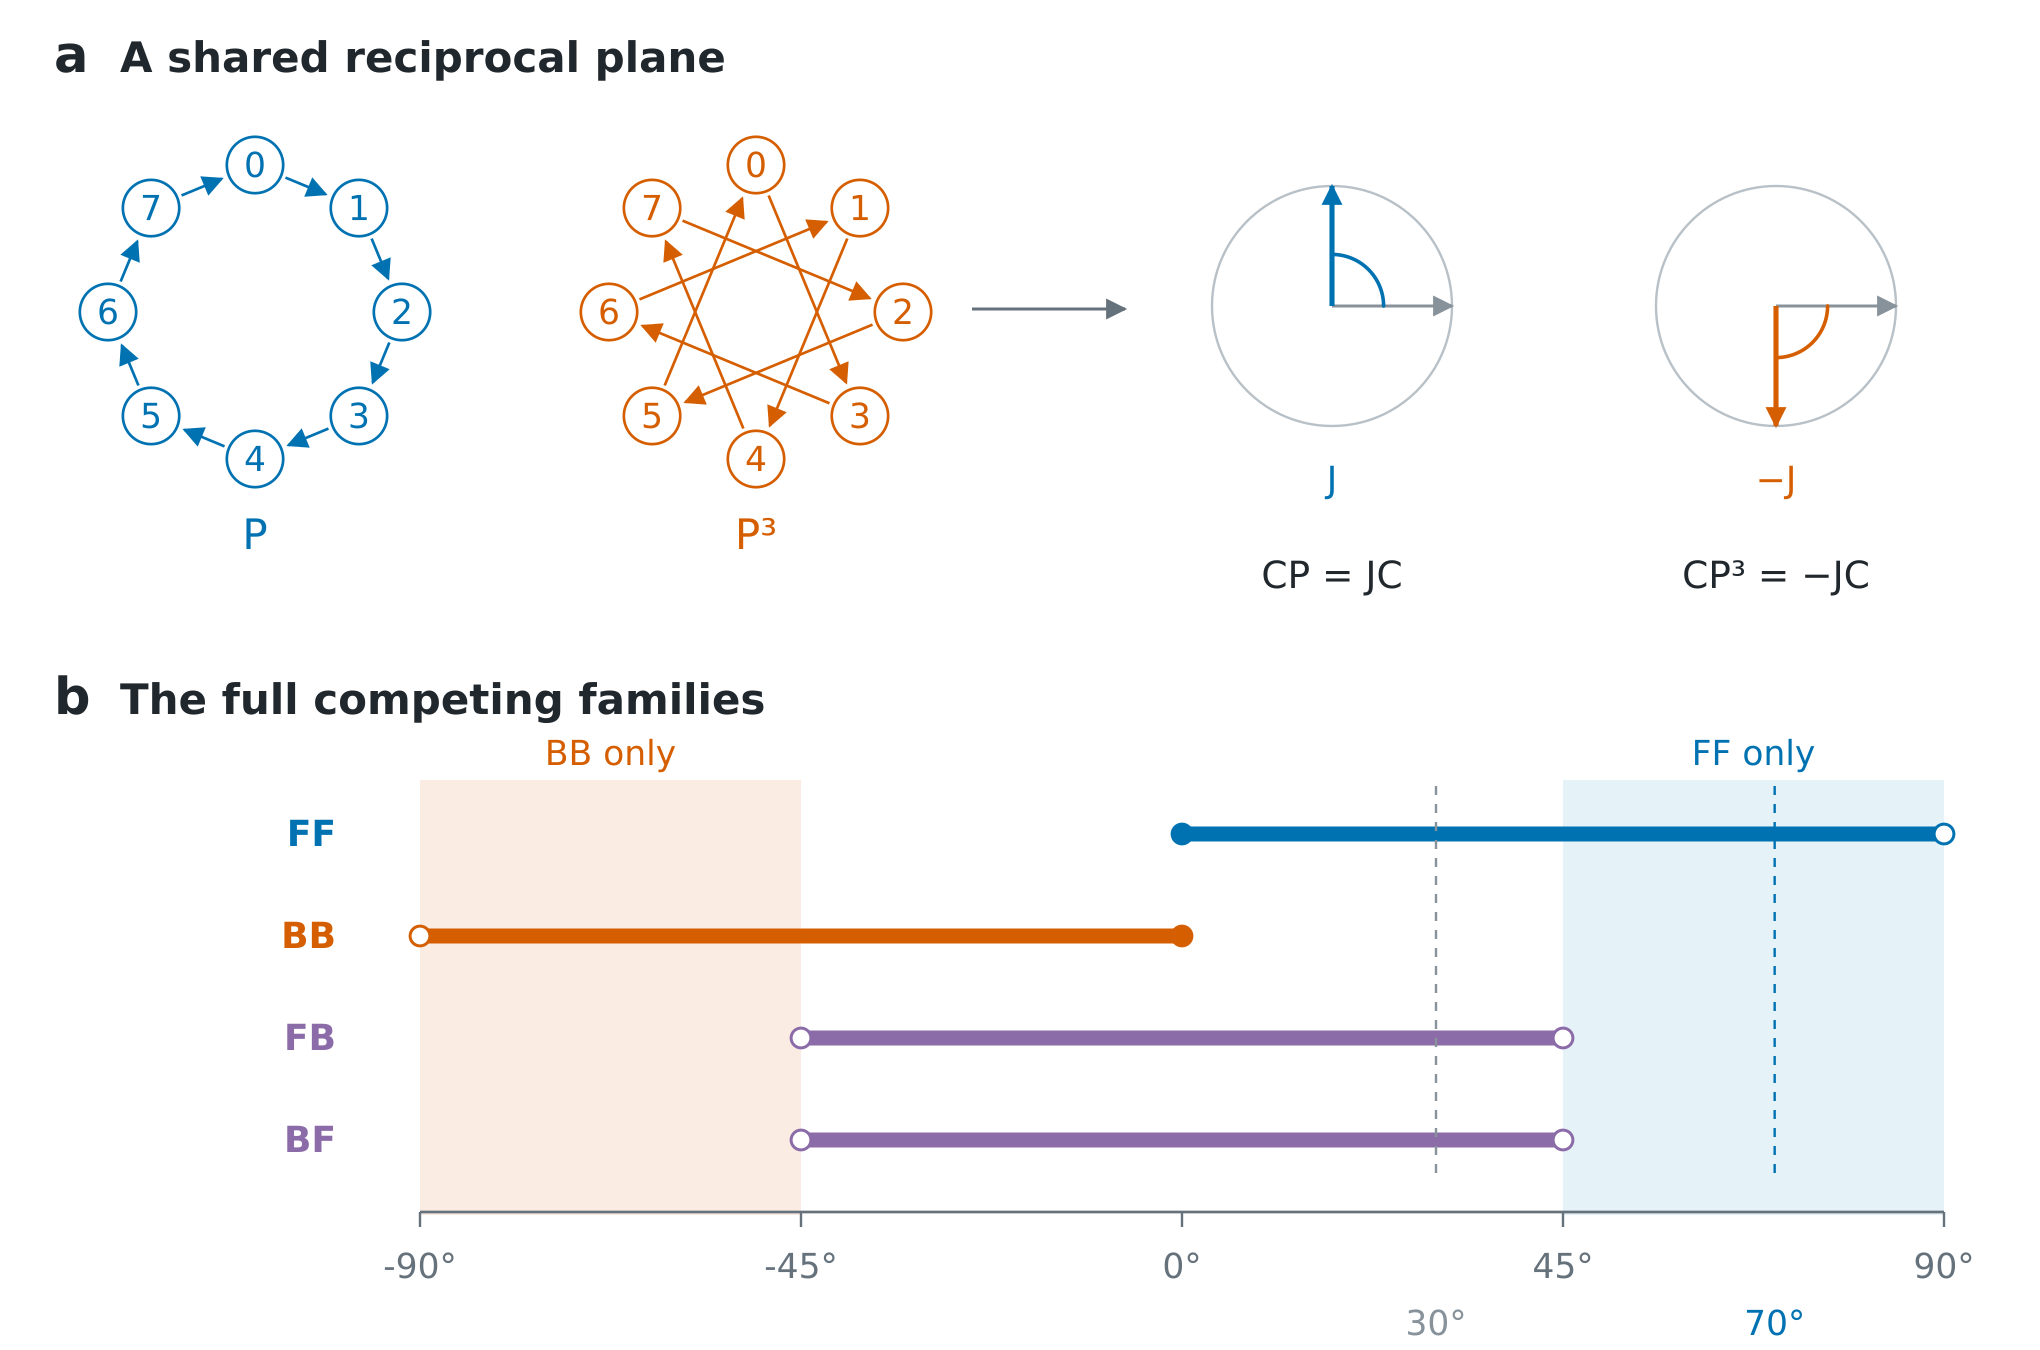 a A shared reciprocal plane
0
1
2
3
4
5
6
7
P
0
1
2
3
4
5
6
7
P³
J
CP = JC
−J
CP³ = −JC
b The full competing families
BB only
FF only
FF
BB
FB
BF
-90°
-45°
0°
45°
90°
30°
70°